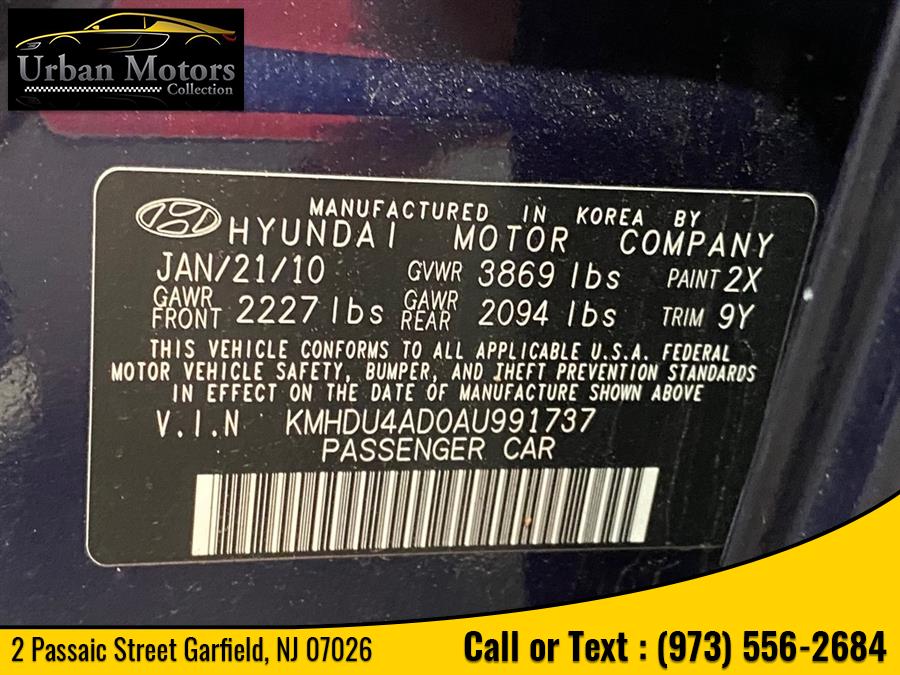 Urban Motors
Collection
MANUFACTURED IN KOREA BY
HYUNDAI MOTOR COMPANY
JAN/21/10 GVWR 3869 lbs PAINT 2X
GAWR FRONT 2227 lbs GAWR REAR 2094 lbs TRIM 9Y
THIS VEHICLE CONFORMS TO ALL APPLICABLE U.S.A. FEDERAL
MOTOR VEHICLE SAFETY, BUMPER, AND THEFT PREVENTION STANDARDS
IN EFFECT ON THE DATE OF MANUFACTURE SHOWN ABOVE
V.I.N KMHDU4AD0AU991737
PASSENGER CAR
2 Passaic Street Garfield, NJ 07026
Call or Text : (973) 556-2684